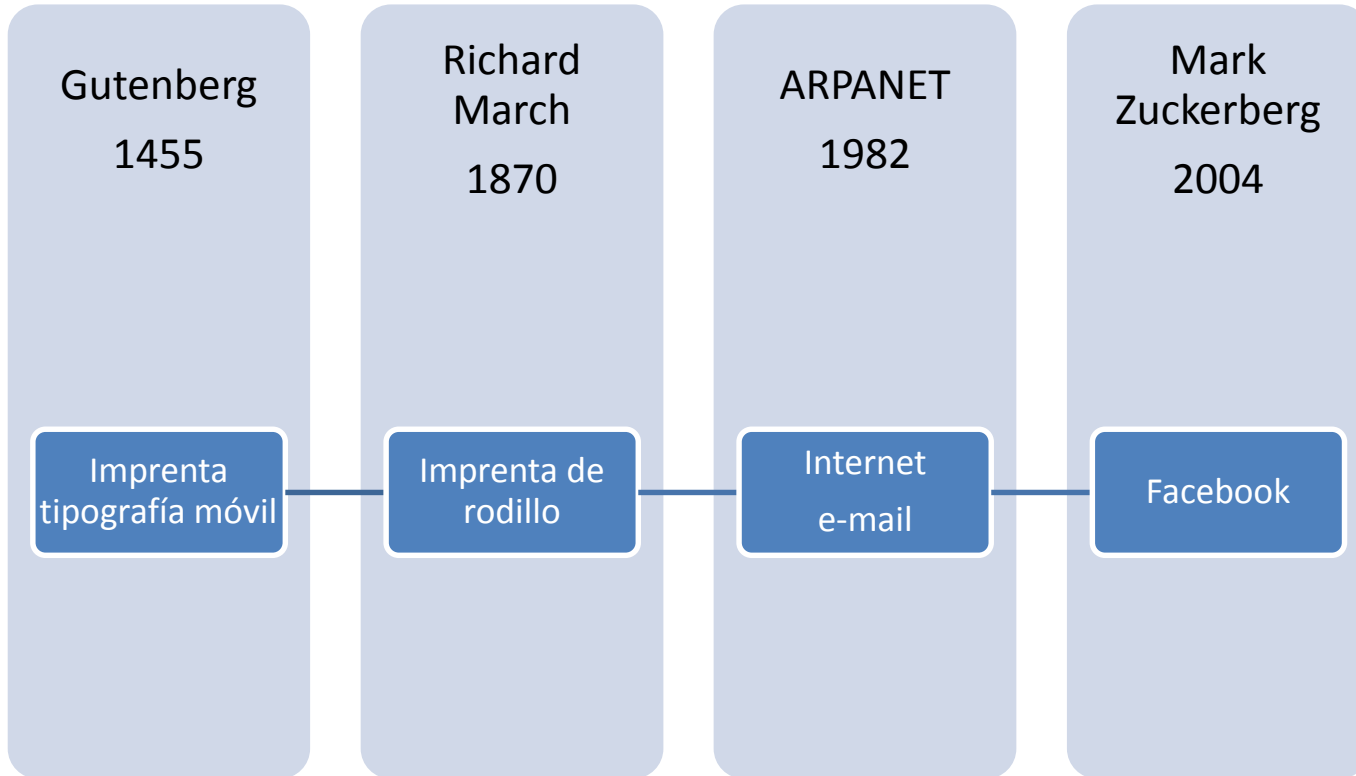 Gutenberg
1455
Imprenta
tipografía móvil
Richard
March
1870
Imprenta de
rodillo
ARPANET
1982
Internet
e-mail
Mark
Zuckerberg
2004
Facebook